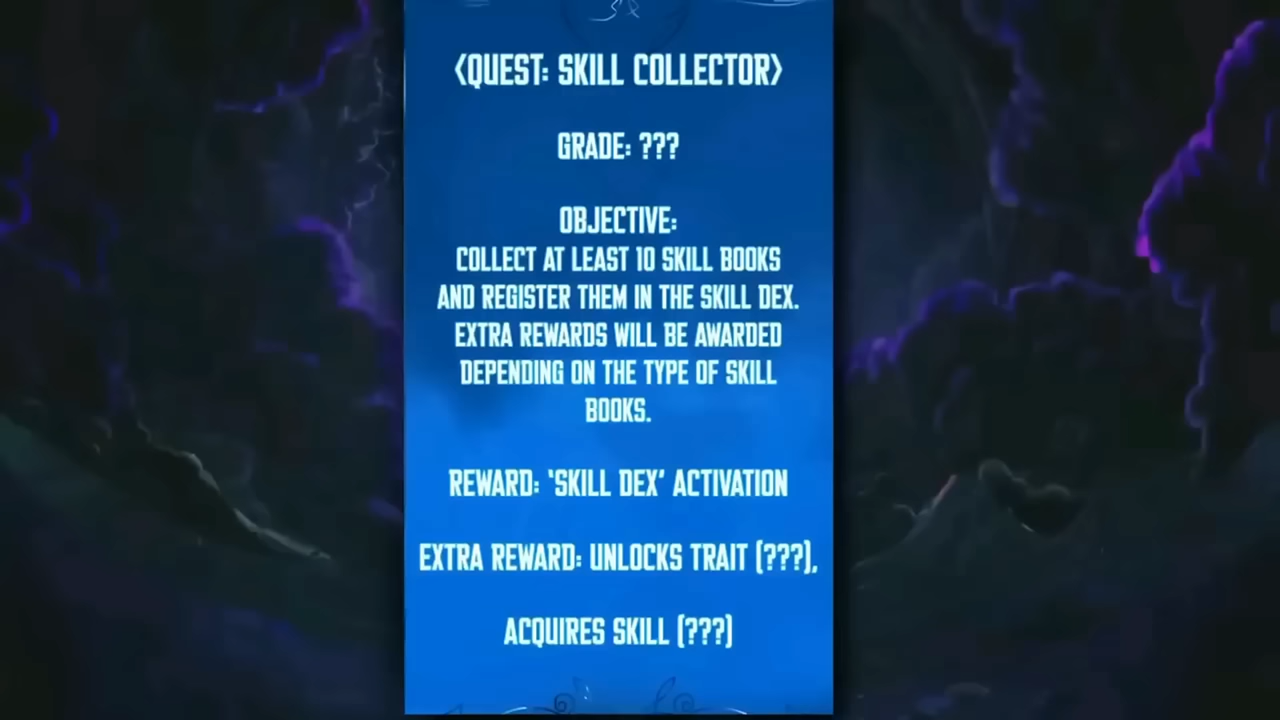 <QUEST: SKILL COLLECTOR>
GRADE: ???
OBJECTIVE:
COLLECT AT LEAST 10 SKILL BOOKS
AND REGISTER THEM IN THE SKILL DEX.
EXTRA REWARDS WILL BE AWARDED
DEPENDING ON THE TYPE OF SKILL
BOOKS.
REWARD: 'SKILL DEX' ACTIVATION
EXTRA REWARD: UNLOCKS TRAIT (???),
ACQUIRES SKILL (???)